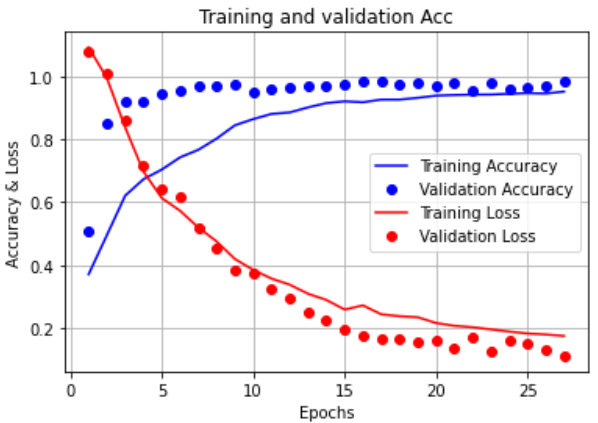 Training and validation Acc
Accuracy & Loss
1.0
0.8
0.6
0.4
0.2
Training Accuracy
Validation Accuracy
Training Loss
Validation Loss
0 5 10 15 20 25
Epochs